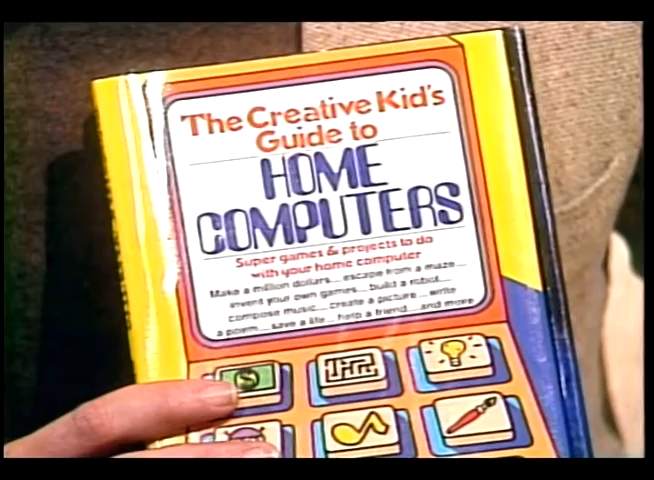 The Creative Kid's
Guide to
HOME
COMPUTERS
Super games & projects to do
with your home computer
Make a million dollars... escape from a maze...
invent your own games... build a robot...
compose music... create a picture... write
a poem... save a life... help a friend... and more
$